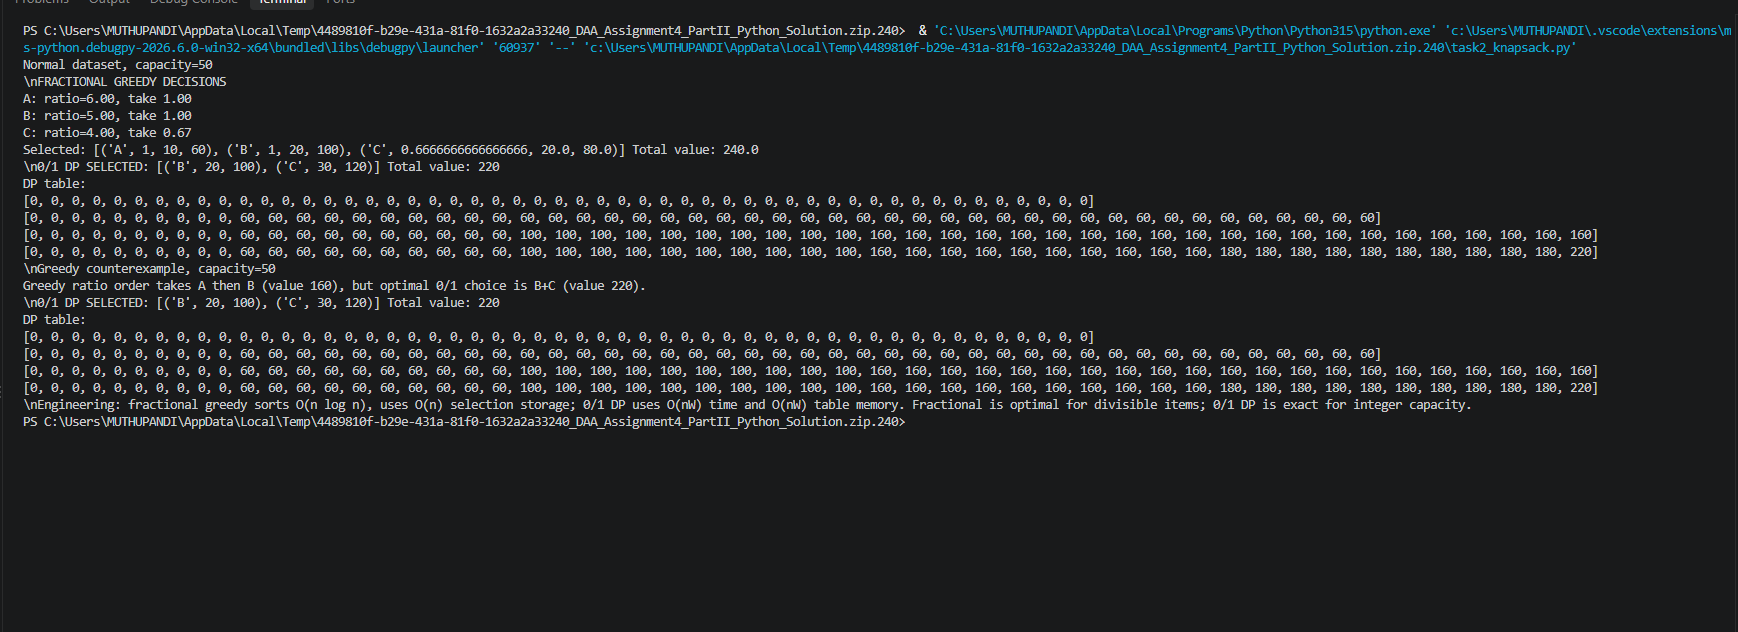 Problems Output Debug Console Terminal Ports
PS C:\Users\MUTHUPANDI\AppData\Local\Temp\4489810f-b29e-431a-81f0-1632a2a33240_DAA_Assignment4_PartII_Python_Solution.zip.240>  & 'C:\Users\MUTHUPANDI\AppData\Local\Programs\Python\Python315\python.exe' 'c:\Users\MUTHUPANDI\.vscode\extensions\m
s-python.debugpy-2026.6.0-win32-x64\bundled\libs\debugpy\launcher' '60937' '--' 'c:\Users\MUTHUPANDI\AppData\Local\Temp\4489810f-b29e-431a-81f0-1632a2a33240_DAA_Assignment4_PartII_Python_Solution.zip.240\task2_knapsack.py'
Normal dataset, capacity=50
\nFRACTIONAL GREEDY DECISIONS
A: ratio=6.00, take 1.00
B: ratio=5.00, take 1.00
C: ratio=4.00, take 0.67
Selected: [('A', 1, 10, 60), ('B', 1, 20, 100), ('C', 0.6666666666666666, 20.0, 80.0)] Total value: 240.0
\n0/1 DP SELECTED: [('B', 20, 100), ('C', 30, 120)] Total value: 220
DP table:
[0, 0, 0, 0, 0, 0, 0, 0, 0, 0, 0, 0, 0, 0, 0, 0, 0, 0, 0, 0, 0, 0, 0, 0, 0, 0, 0, 0, 0, 0, 0, 0, 0, 0, 0, 0, 0, 0, 0, 0, 0, 0, 0, 0, 0, 0, 0, 0, 0, 0, 0]
[0, 0, 0, 0, 0, 0, 0, 0, 0, 0, 60, 60, 60, 60, 60, 60, 60, 60, 60, 60, 60, 60, 60, 60, 60, 60, 60, 60, 60, 60, 60, 60, 60, 60, 60, 60, 60, 60, 60, 60, 60, 60, 60, 60, 60, 60, 60, 60, 60, 60, 60]
[0, 0, 0, 0, 0, 0, 0, 0, 0, 0, 60, 60, 60, 60, 60, 60, 60, 60, 60, 60, 100, 100, 100, 100, 100, 100, 100, 100, 100, 100, 160, 160, 160, 160, 160, 160, 160, 160, 160, 160, 160, 160, 160, 160, 160, 160, 160, 160, 160, 160, 160]
[0, 0, 0, 0, 0, 0, 0, 0, 0, 0, 60, 60, 60, 60, 60, 60, 60, 60, 60, 60, 100, 100, 100, 100, 100, 100, 100, 100, 100, 100, 160, 160, 160, 160, 160, 160, 160, 160, 160, 160, 180, 180, 180, 180, 180, 180, 180, 180, 180, 180, 220]
\nGreedy counterexample, capacity=50
Greedy ratio order takes A then B (value 160), but optimal 0/1 choice is B+C (value 220).
\n0/1 DP SELECTED: [('B', 20, 100), ('C', 30, 120)] Total value: 220
DP table:
[0, 0, 0, 0, 0, 0, 0, 0, 0, 0, 0, 0, 0, 0, 0, 0, 0, 0, 0, 0, 0, 0, 0, 0, 0, 0, 0, 0, 0, 0, 0, 0, 0, 0, 0, 0, 0, 0, 0, 0, 0, 0, 0, 0, 0, 0, 0, 0, 0, 0, 0]
[0, 0, 0, 0, 0, 0, 0, 0, 0, 0, 60, 60, 60, 60, 60, 60, 60, 60, 60, 60, 60, 60, 60, 60, 60, 60, 60, 60, 60, 60, 60, 60, 60, 60, 60, 60, 60, 60, 60, 60, 60, 60, 60, 60, 60, 60, 60, 60, 60, 60, 60]
[0, 0, 0, 0, 0, 0, 0, 0, 0, 0, 60, 60, 60, 60, 60, 60, 60, 60, 60, 60, 100, 100, 100, 100, 100, 100, 100, 100, 100, 100, 160, 160, 160, 160, 160, 160, 160, 160, 160, 160, 160, 160, 160, 160, 160, 160, 160, 160, 160, 160, 160]
[0, 0, 0, 0, 0, 0, 0, 0, 0, 0, 60, 60, 60, 60, 60, 60, 60, 60, 60, 60, 100, 100, 100, 100, 100, 100, 100, 100, 100, 100, 160, 160, 160, 160, 160, 160, 160, 160, 160, 160, 180, 180, 180, 180, 180, 180, 180, 180, 180, 180, 220]
\nEngineering: fractional greedy sorts O(n log n), uses O(n) selection storage; 0/1 DP uses O(nW) time and O(nW) table memory. Fractional is optimal for divisible items; 0/1 DP is exact for integer capacity.
PS C:\Users\MUTHUPANDI\AppData\Local\Temp\4489810f-b29e-431a-81f0-1632a2a33240_DAA_Assignment4_PartII_Python_Solution.zip.240>